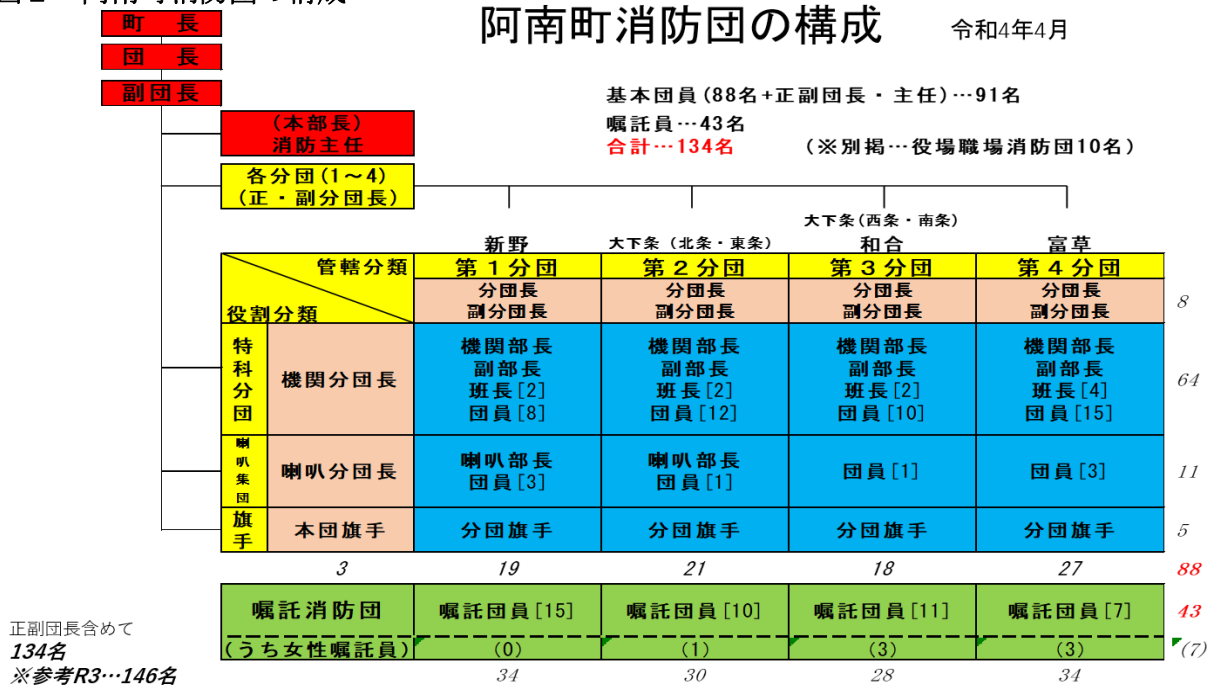 阿南町消防団の構成
令和4年4月
町　長
団　長
副団長
(本部長)
消防主任
各分団(1～4)
(正・副分団長)
基本団員(88名+正副団長・主任)…91名
嘱託員…43名
合計…134名
(※別掲…役場職場消防団10名)
新野
大下条（北条・東条）
大下条(西条・南条)
和合
富草
管轄分類
役割分類
第１分団
第２分団
第３分団
第４分団
分団長
副分団長
分団長
副分団長
分団長
副分団長
分団長
副分団長
8
特科分団
機関分団長
機関部長
副部長
班長[2]
団員[8]
機関部長
副部長
班長[2]
団員[12]
機関部長
副部長
班長[2]
団員[10]
機関部長
副部長
班長[4]
団員[15]
64
喇叭集団
喇叭分団長
喇叭部長
団員[3]
喇叭部長
団員[1]
団員[1]
団員[3]
11
旗手
本団旗手
分団旗手
分団旗手
分団旗手
分団旗手
5
3
19
21
18
27
88
嘱託消防団
嘱託団員[15]
嘱託団員[10]
嘱託団員[11]
嘱託団員[7]
43
(うち女性嘱託員)
(0)
(1)
(3)
(3)
(7)
34
30
28
34
正副団長含めて
134名
※参考R3…146名